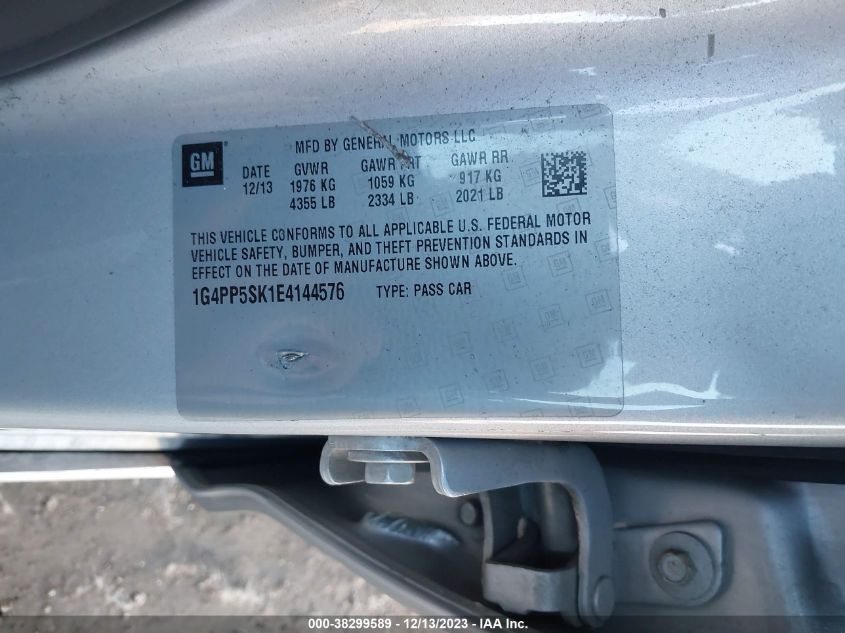 MFD BY GENERAL MOTORS LLC
GM
DATE GVWR GAWR FRT GAWR RR
12/13 1976 KG 1059 KG 917 KG
4355 LB 2334 LB 2021 LB
THIS VEHICLE CONFORMS TO ALL APPLICABLE U.S. FEDERAL MOTOR
VEHICLE SAFETY, BUMPER, AND THEFT PREVENTION STANDARDS IN
EFFECT ON THE DATE OF MANUFACTURE SHOWN ABOVE.
1G4PP5SK1E4144576 TYPE: PASS CAR
000-38299589 - 12/13/2023 - IAA Inc.